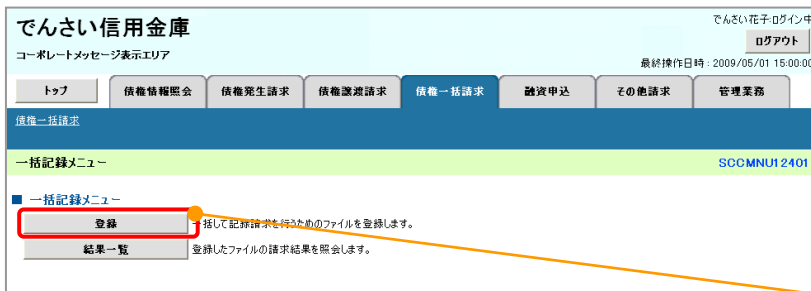 でんさい信用金庫
でんさい花子:ログイン中
コーポレートメッセージ表示エリア
ログアウト
最終操作日時:2009/05/01 15:00:00
トップ 債権情報照会 債権発生請求 債権譲渡請求 債権一括請求 融資申込 その他請求 管理業務
債権一括請求
一括記録メニュー SCCMNU12401
■ 一括記録メニュー
登録 一括して記録請求を行うためのファイルを登録します。
結果一覧 登録したファイルの請求結果を照会します。